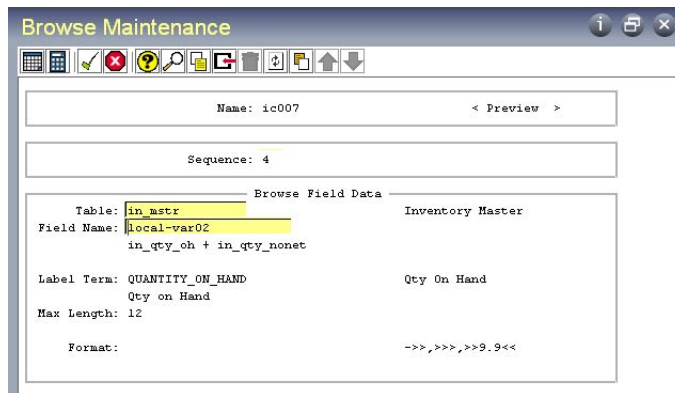 Browse Maintenance
Name: ic007 < Preview >
Sequence: 4
Browse Field Data
Table: in_mstr Inventory Master
Field Name: local-var02
in_qty_oh + in_qty_nonet
Label Term: QUANTITY_ON_HAND Qty On Hand
Qty on Hand
Max Length: 12
Format: ->>,>>>,>>9.9<<